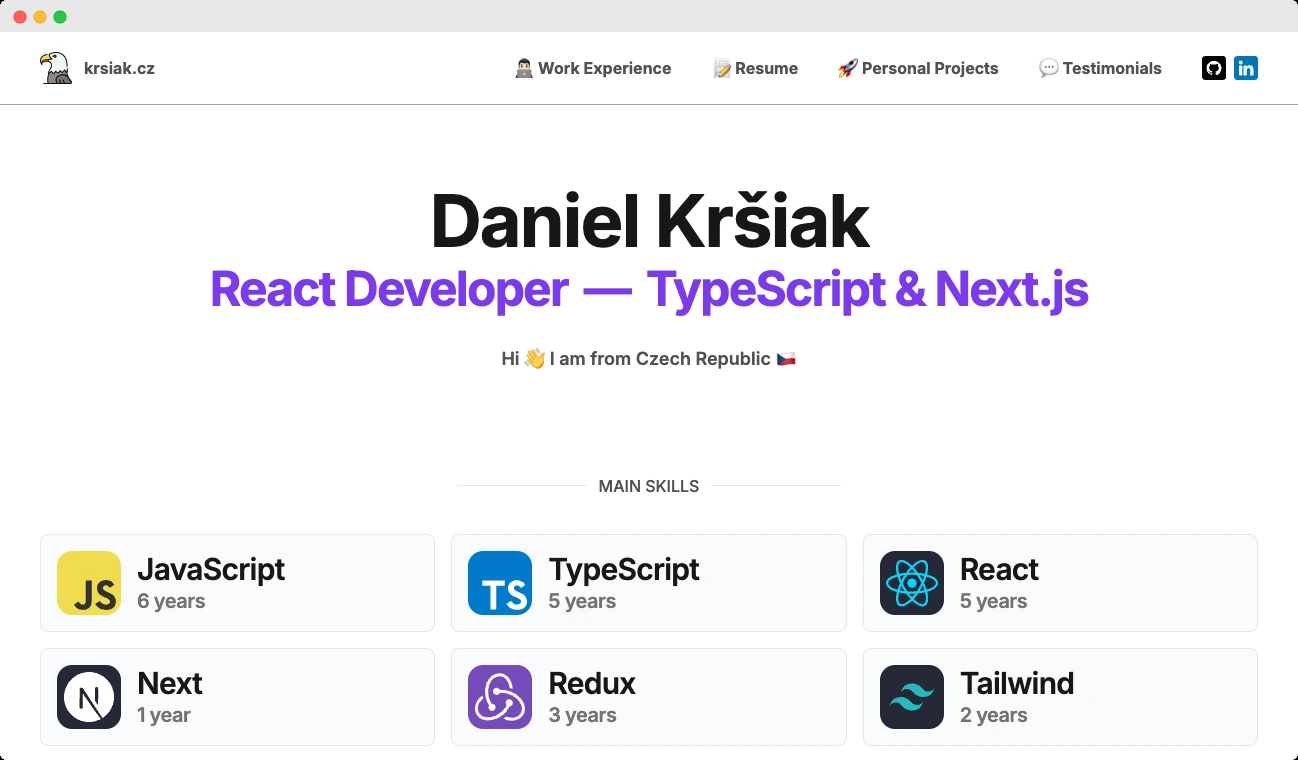 krsiak.cz
👨🏻‍💻 Work Experience 📝 Resume 🚀 Personal Projects 💬 Testimonials in
Daniel Kršiak
React Developer — TypeScript & Next.js
Hi 👋 I am from Czech Republic 🇨🇿
MAIN SKILLS
JS JavaScript
6 years
TS TypeScript
5 years
React
5 years
N Next
1 year
Redux
3 years
Tailwind
2 years